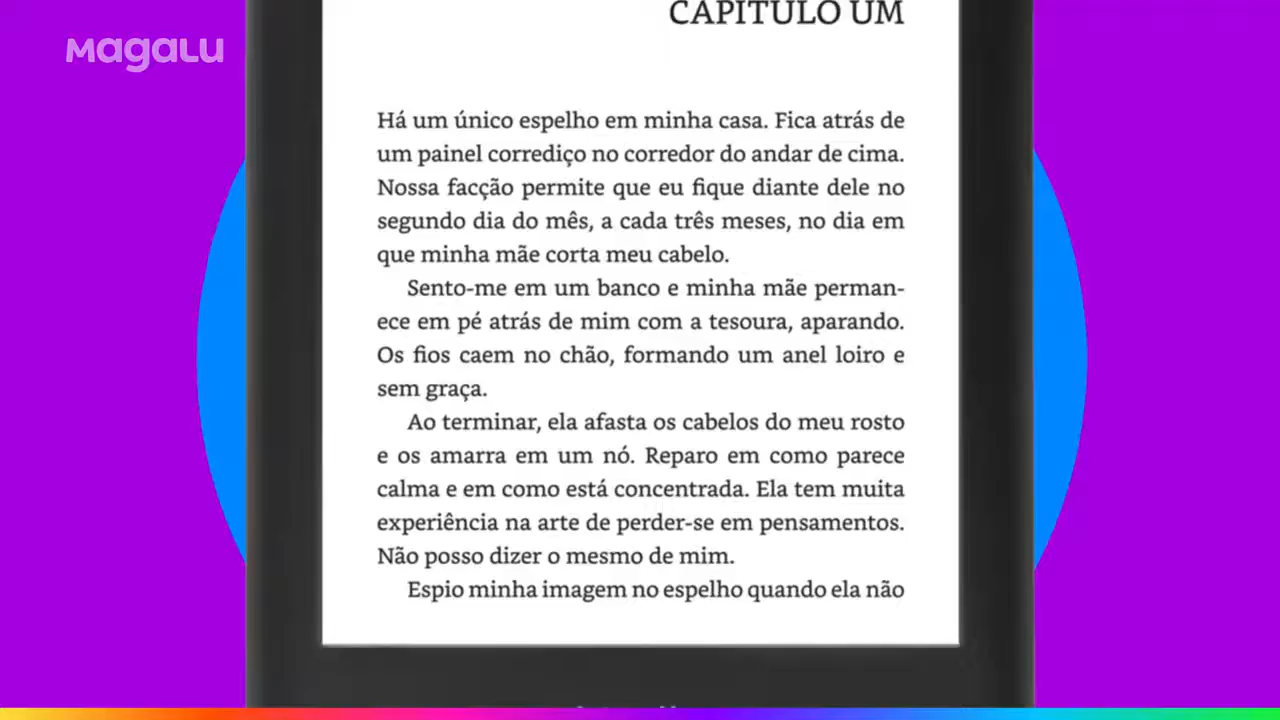 CAPÍTULO UM
Magalu
Há um único espelho em minha casa. Fica atrás de
um painel corrediço no corredor do andar de cima.
Nossa facção permite que eu fique diante dele no
segundo dia do mês, a cada três meses, no dia em
que minha mãe corta meu cabelo.
Sento-me em um banco e minha mãe perman-
ece em pé atrás de mim com a tesoura, aparando.
Os fios caem no chão, formando um anel loiro e
sem graça.
Ao terminar, ela afasta os cabelos do meu rosto
e os amarra em um nó. Reparo em como parece
calma e em como está concentrada. Ela tem muita
experiência na arte de perder-se em pensamentos.
Não posso dizer o mesmo de mim.
Espio minha imagem no espelho quando ela não